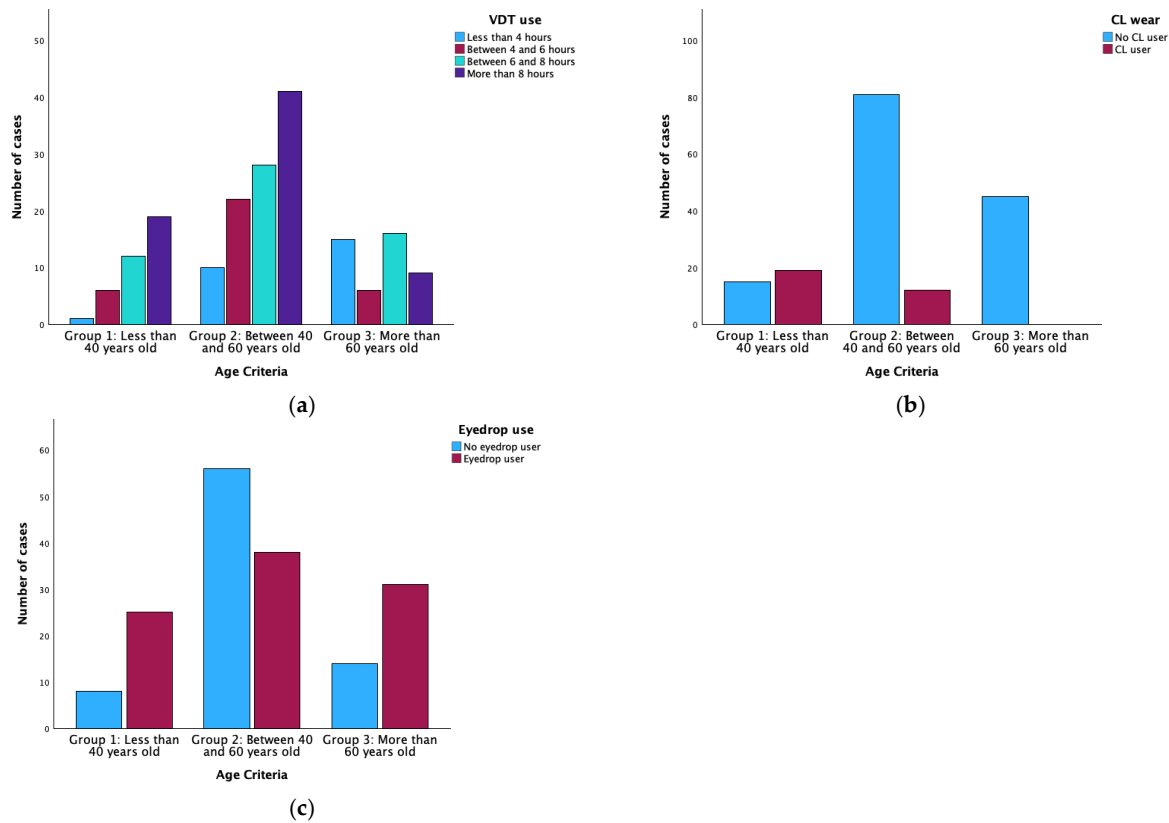 VDT use
Less than 4 hours
Between 4 and 6 hours
Between 6 and 8 hours
More than 8 hours
Number of cases
50
40
30
20
10
0
Group 1: Less than
40 years old
Group 2: Between 40
and 60 years old
Group 3: More than
60 years old
Age Criteria
(a)
CL wear
No CL user
CL user
Number of cases
100
80
60
40
20
0
Group 1: Less than
40 years old
Group 2: Between
40 and 60 years old
Group 3: More than
60 years old
Age Criteria
(b)
Eyedrop use
No eyedrop user
Eyedrop user
Number of cases
60
50
40
30
20
10
0
Group 1: Less than
40 years old
Group 2: Between 40
and 60 years old
Group 3: More than
60 years old
Age Criteria
(c)